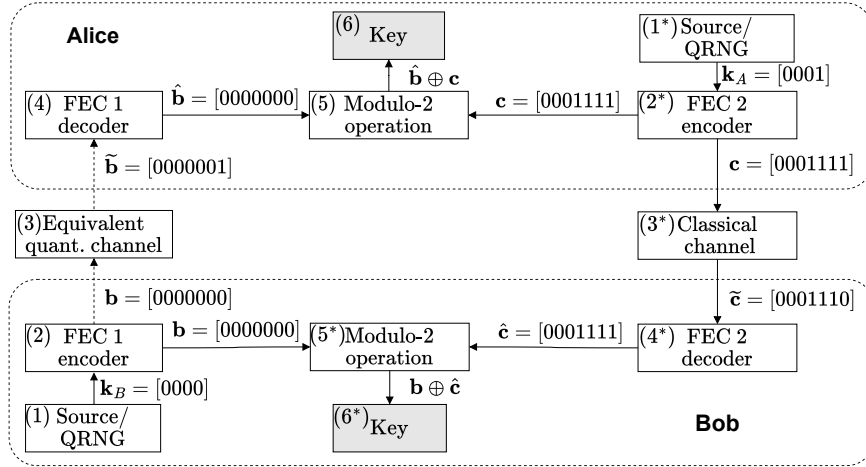 Alice
(6) Key
(1*) Source/
QRNG
b̂ ⊕ c
k_A = [0001]
(4) FEC 1
decoder
b̂ = [0000000]
(5) Modulo-2
operation
c = [0001111]
(2*) FEC 2
encoder
b̃ = [0000001]
c = [0001111]
(3) Equivalent
quant. channel
(3*) Classical
channel
b = [0000000]
c̃ = [0001110]
(2) FEC 1
encoder
b = [0000000]
(5*) Modulo-2
operation
ĉ = [0001111]
(4*) FEC 2
decoder
k_B = [0000]
b ⊕ ĉ
(1) Source/
QRNG
(6*) Key
Bob